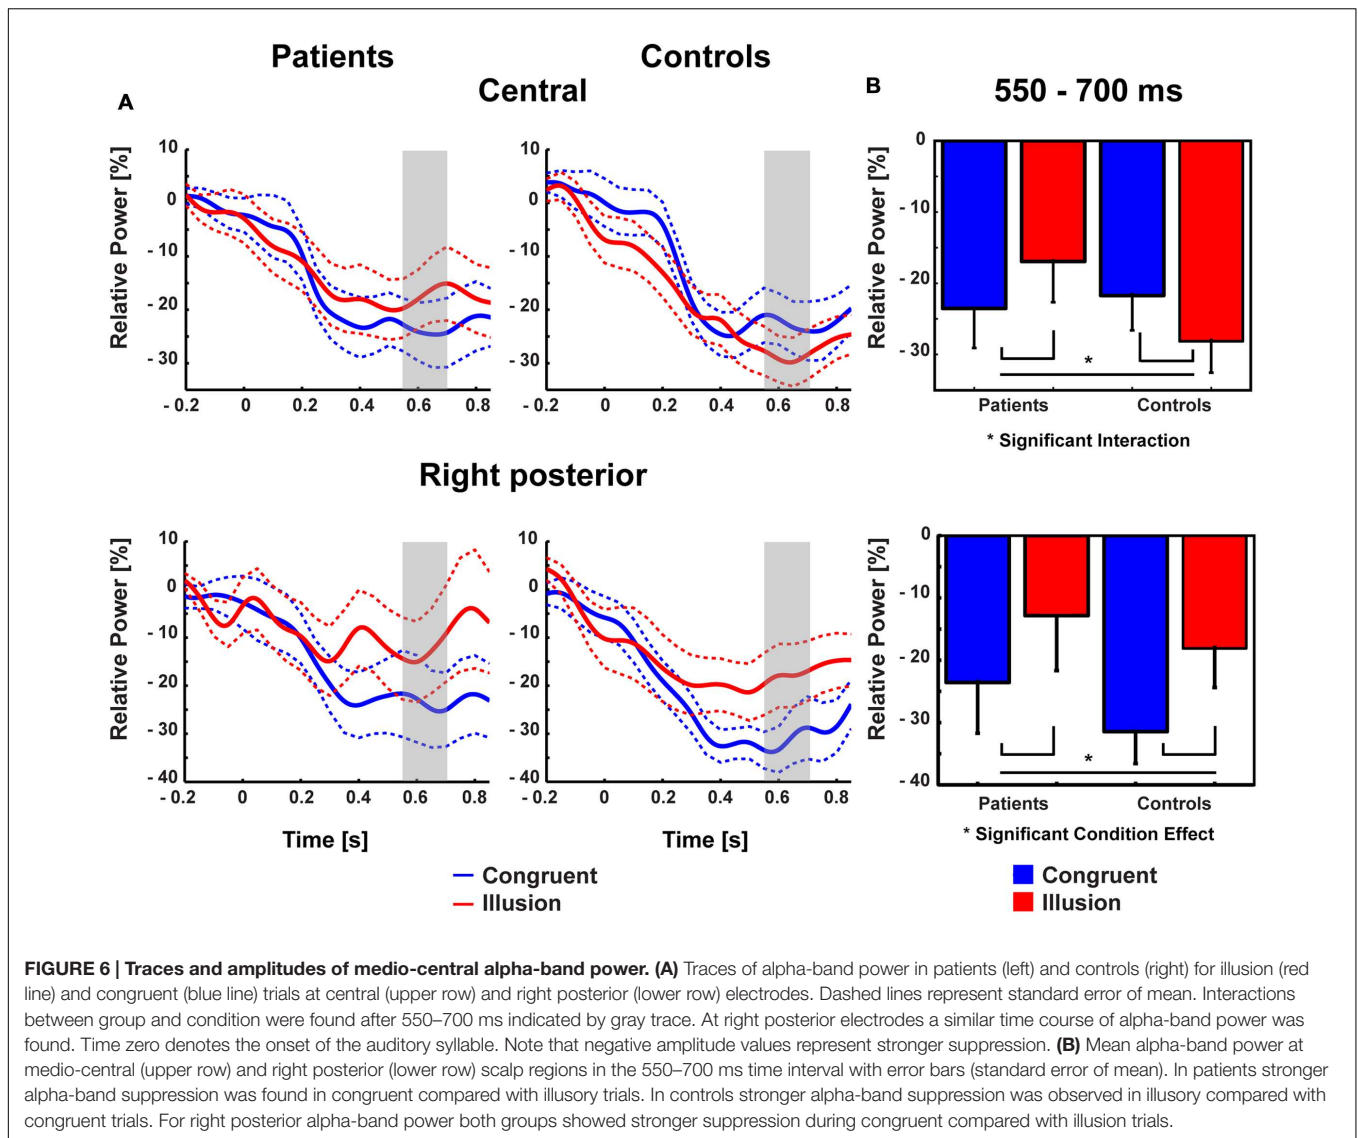 Patients
Controls
Central
A
Relative Power [%]
10
0
- 10
- 20
- 30
- 0.2
0
0.2
0.4
0.6
0.8
10
0
- 10
- 20
- 30
- 0.2
0
0.2
0.4
0.6
0.8
B
550 - 700 ms
Relative Power [%]
0
- 10
- 20
- 30
*
Patients
Controls
* Significant Interaction
Right posterior
Relative Power [%]
10
0
- 10
- 20
- 30
- 40
- 0.2
0
0.2
0.4
0.6
0.8
Time [s]
10
0
- 10
- 20
- 30
- 40
- 0.2
0
0.2
0.4
0.6
0.8
Time [s]
Congruent
Illusion
Relative Power [%]
0
- 10
- 20
- 30
- 40
*
Patients
Controls
* Significant Condition Effect
Congruent
Illusion
FIGURE 6 | Traces and amplitudes of medio-central alpha-band power. (A) Traces of alpha-band power in patients (left) and controls (right) for illusion (red
line) and congruent (blue line) trials at central (upper row) and right posterior (lower row) electrodes. Dashed lines represent standard error of mean. Interactions
between group and condition were found after 550–700 ms indicated by gray trace. At right posterior electrodes a similar time course of alpha-band power was
found. Time zero denotes the onset of the auditory syllable. Note that negative amplitude values represent stronger suppression. (B) Mean alpha-band power at
medio-central (upper row) and right posterior (lower row) scalp regions in the 550–700 ms time interval with error bars (standard error of mean). In patients stronger
alpha-band suppression was found in congruent compared with illusory trials. In controls stronger alpha-band suppression was observed in illusory compared with
congruent trials. For right posterior alpha-band power both groups showed stronger suppression during congruent compared with illusion trials.